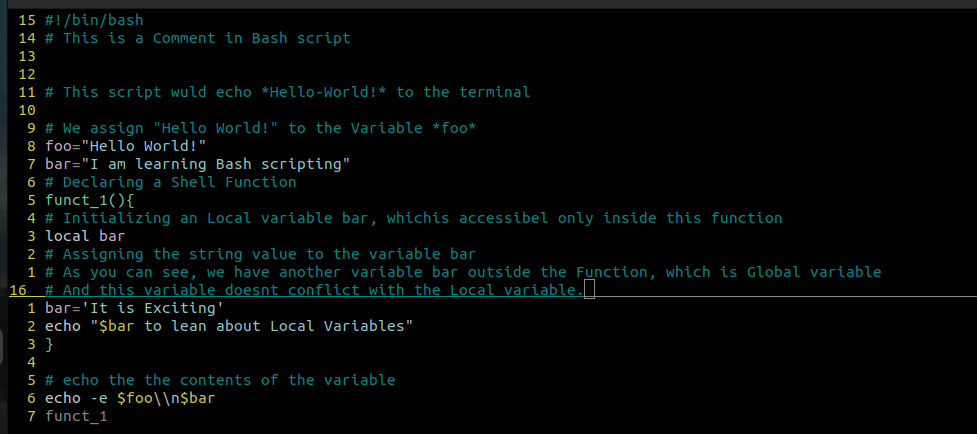 15 #!/bin/bash
14 # This is a Comment in Bash script
13
12
11 # This script wuld echo *Hello-World!* to the terminal
10
9 # We assign "Hello World!" to the Variable *foo*
8 foo="Hello World!"
7 bar="I am learning Bash scripting"
6 # Declaring a Shell Function
5 funct_1(){
4 # Initializing an Local variable bar, whichis accessibel only inside this function
3 local bar
2 # Assigning the string value to the variable bar
1 # As you can see, we have another variable bar outside the Function, which is Global variable
16 # And this variable doesnt conflict with the Local variable.
1 bar='It is Exciting'
2 echo "$bar to lean about Local Variables"
3 }
4
5 # echo the the contents of the variable
6 echo -e $foo\\n$bar
7 funct_1